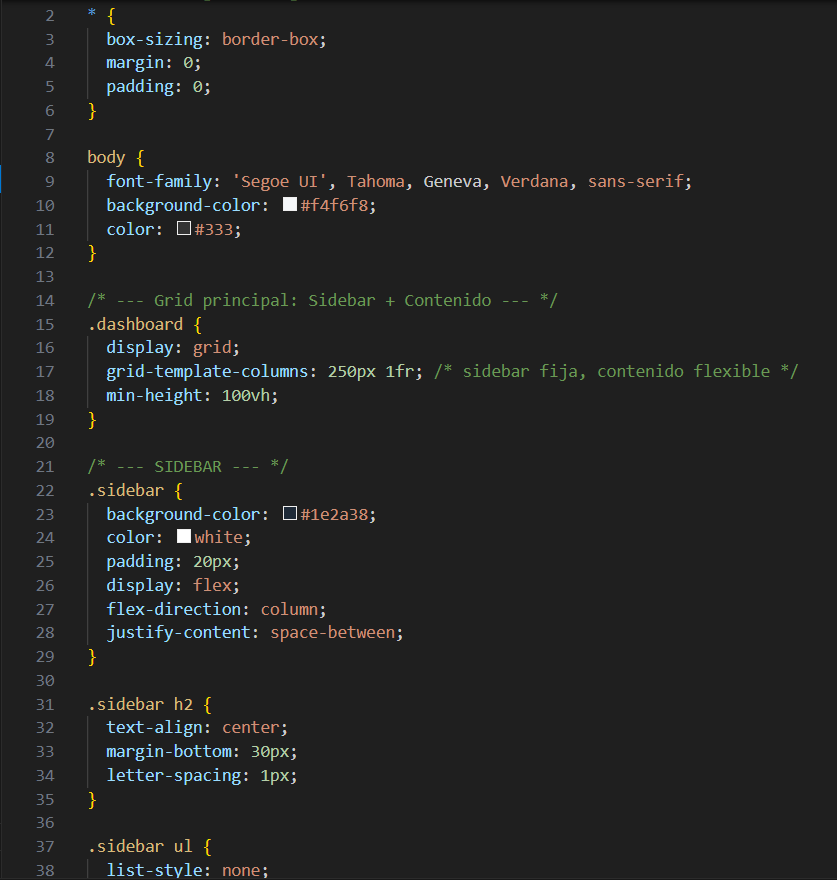 2 * {
3   box-sizing: border-box;
4   margin: 0;
5   padding: 0;
6 }
7
8 body {
9   font-family: 'Segoe UI', Tahoma, Geneva, Verdana, sans-serif;
10   background-color: #f4f6f8;
11   color: #333;
12 }
13
14 /* --- Grid principal: Sidebar + Contenido --- */
15 .dashboard {
16   display: grid;
17   grid-template-columns: 250px 1fr; /* sidebar fija, contenido flexible */
18   min-height: 100vh;
19 }
20
21 /* --- SIDEBAR --- */
22 .sidebar {
23   background-color: #1e2a38;
24   color: white;
25   padding: 20px;
26   display: flex;
27   flex-direction: column;
28   justify-content: space-between;
29 }
30
31 .sidebar h2 {
32   text-align: center;
33   margin-bottom: 30px;
34   letter-spacing: 1px;
35 }
36
37 .sidebar ul {
38   list-style: none;